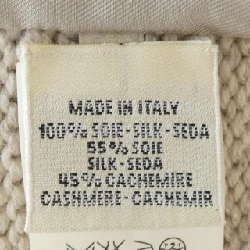 MADE IN ITALY
100% SOIE-SILK-SEDA
55% SOIE
SILK-SEDA
45% CACHEMIRE
CASHMERE-CACHEMIR